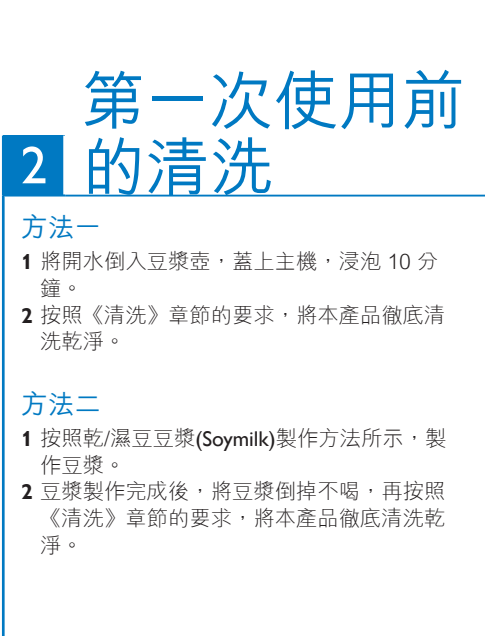 第一次使用前
2 的清洗
方法一
1 將開水倒入豆漿壺，蓋上主機，浸泡 10 分
鐘。
2 按照《清洗》章節的要求，將本產品徹底清
洗乾淨。
方法二
1 按照乾/濕豆豆漿(Soymilk)製作方法所示，製
作豆漿。
2 豆漿製作完成後，將豆漿倒掉不喝，再按照
《清洗》章節的要求，將本產品徹底清洗乾
淨。